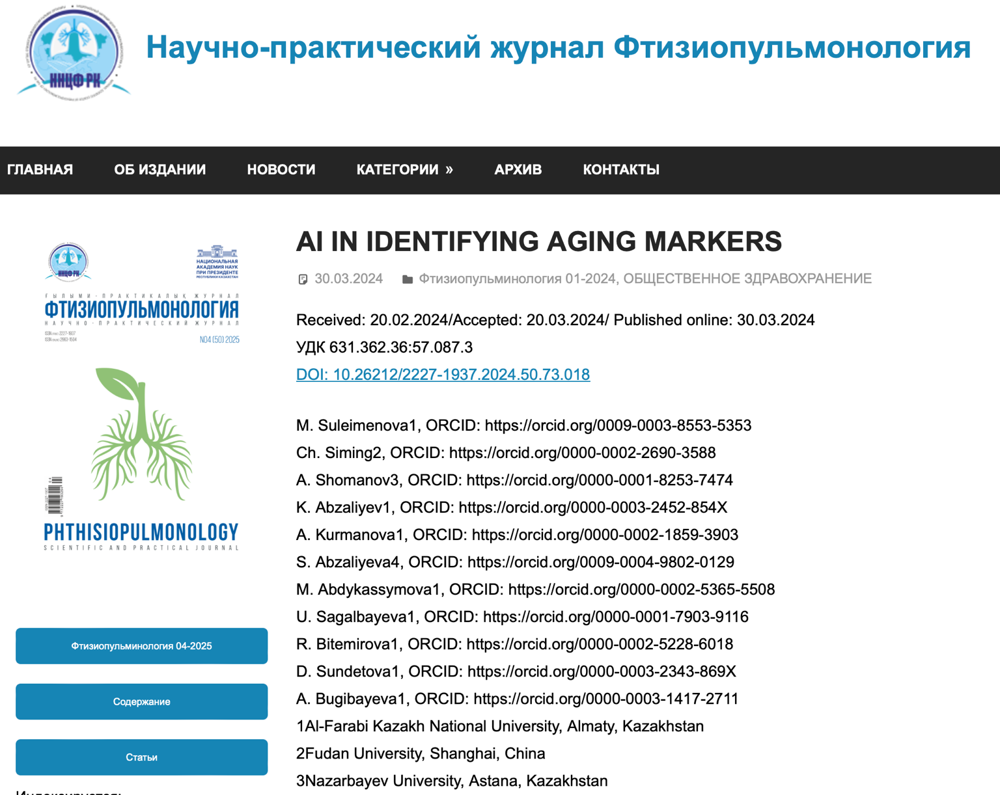 ННЦФ РК
Научно-практический журнал Фтизиопульмонология
ГЛАВНАЯ ОБ ИЗДАНИИ НОВОСТИ КАТЕГОРИИ » АРХИВ КОНТАКТЫ
ННЦФ РК
НАЦИОНАЛЬНАЯ
АКАДЕМИЯ НАУК
ПРИ ПРЕЗИДЕНТЕ
РЕСПУБЛИКИ КАЗАХСТАН
ҒЫЛЫМИ-ПРАКТИКАЛЫҚ ЖУРНАЛ
ФТИЗИОПУЛЬМОНОЛОГИЯ
НАУЧНО-ПРАКТИЧЕСКИЙ ЖУРНАЛ
ISSN (print) 2227-1937
ISSN (online) 2663-1504
NO4 (50) 2025
PHTHISIOPULMONOLOGY
SCIENTIFIC AND PRACTICAL JOURNAL
Фтизиопульминология 04-2025
Содержание
Статьи
Индексируется:
AI IN IDENTIFYING AGING MARKERS
30.03.2024 Фтизиопульминология 01-2024, ОБЩЕСТВЕННОЕ ЗДРАВОХРАНЕНИЕ
Received: 20.02.2024/Accepted: 20.03.2024/ Published online: 30.03.2024
УДК 631.362.36:57.087.3
DOI: 10.26212/2227-1937.2024.50.73.018
M. Suleimenova1, ORCID: https://orcid.org/0009-0003-8553-5353
Ch. Siming2, ORCID: https://orcid.org/0000-0002-2690-3588
A. Shomanov3, ORCID: https://orcid.org/0000-0001-8253-7474
K. Abzaliyev1, ORCID: https://orcid.org/0000-0003-2452-854X
A. Kurmanova1, ORCID: https://orcid.org/0000-0002-1859-3903
S. Abzaliyeva4, ORCID: https://orcid.org/0009-0004-9802-0129
M. Abdykassymova1, ORCID: https://orcid.org/0000-0002-5365-5508
U. Sagalbayeva1, ORCID: https://orcid.org/0000-0001-7903-9116
R. Bitemirova1, ORCID: https://orcid.org/0000-0002-5228-6018
D. Sundetova1, ORCID: https://orcid.org/0000-0003-2343-869X
A. Bugibayeva1, ORCID: https://orcid.org/0000-0003-1417-2711
1Al-Farabi Kazakh National University, Almaty, Kazakhstan
2Fudan University, Shanghai, China
3Nazarbayev University, Astana, Kazakhstan